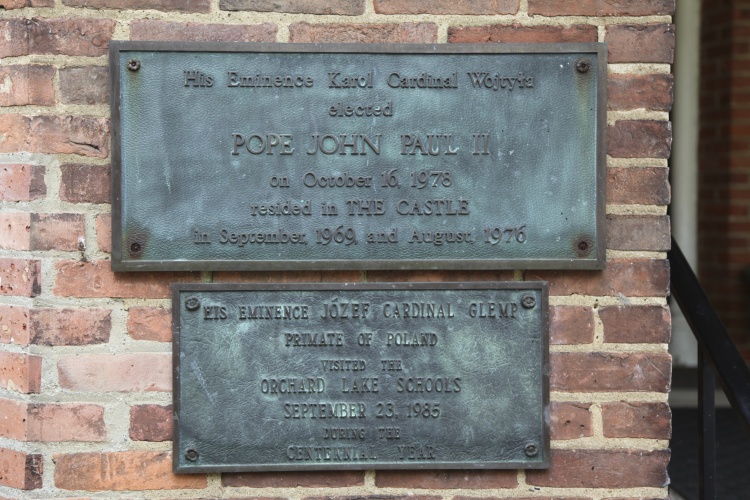 His Eminence Karol Cardinal Wojtyła
elected
POPE JOHN PAUL II
on October 16, 1978
resided in THE CASTLE
in September, 1969, and August, 1976
HIS EMINENCE JÓZEF CARDINAL GLEMP
PRIMATE OF POLAND
VISITED THE
ORCHARD LAKE SCHOOLS
SEPTEMBER 23, 1985
DURING THE
CENTENNIAL YEAR